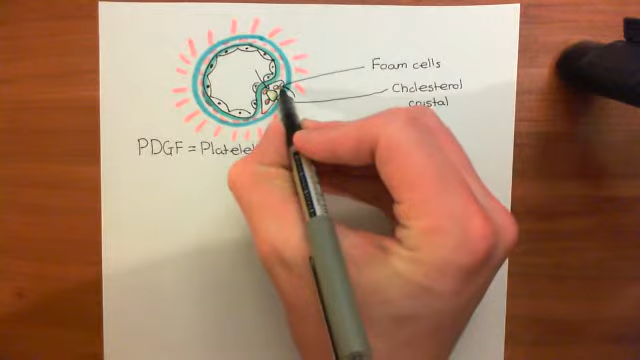 Foam cells
Cholesterol
crystal
PDGF = Platelet